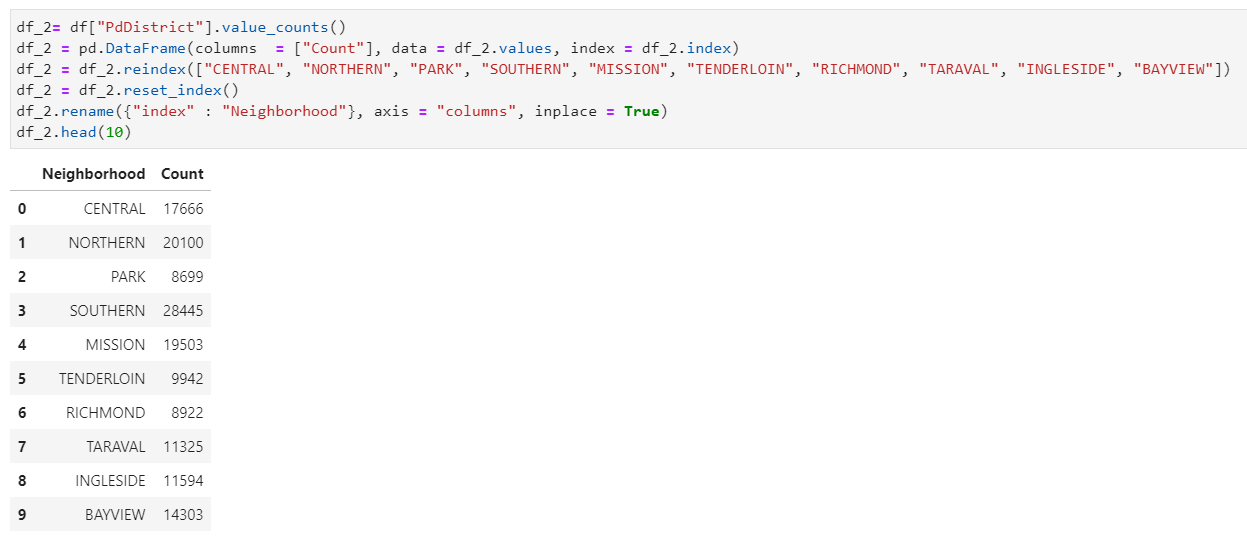 df_2= df["PdDistrict"].value_counts()
df_2 = pd.DataFrame(columns  = ["Count"], data = df_2.values, index = df_2.index)
df_2 = df_2.reindex(["CENTRAL", "NORTHERN", "PARK", "SOUTHERN", "MISSION", "TENDERLOIN", "RICHMOND", "TARAVAL", "INGLESIDE", "BAYVIEW"])
df_2 = df_2.reset_index()
df_2.rename({"index" : "Neighborhood"}, axis = "columns", inplace = True)
df_2.head(10)
Neighborhood Count
0 CENTRAL 17666
1 NORTHERN 20100
2 PARK 8699
3 SOUTHERN 28445
4 MISSION 19503
5 TENDERLOIN 9942
6 RICHMOND 8922
7 TARAVAL 11325
8 INGLESIDE 11594
9 BAYVIEW 14303